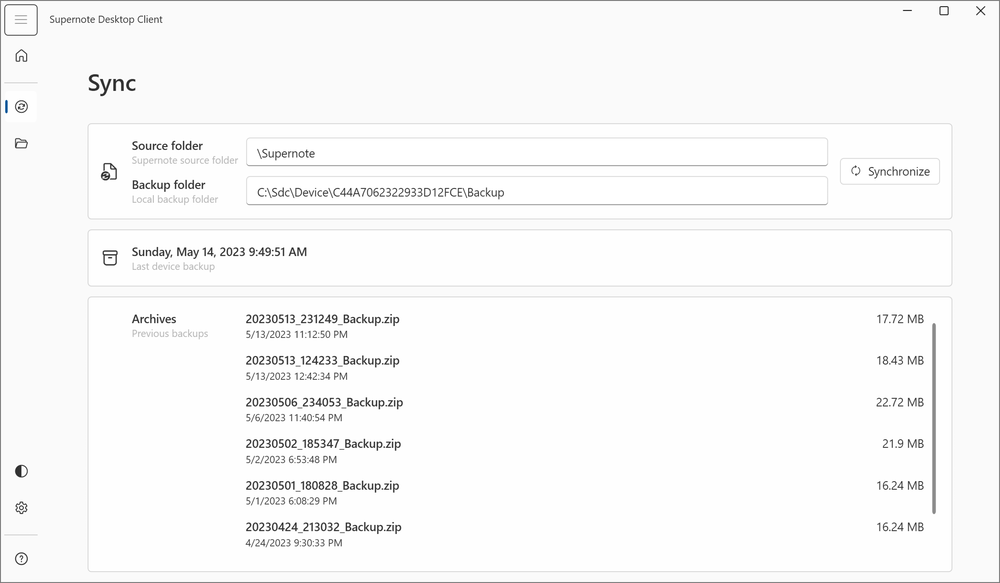 Supernote Desktop Client
Sync
Source folder
Supernote source folder
\Supernote
Backup folder
Local backup folder
C:\Sdc\Device\C44A7062322933D12FCE\Backup
Synchronize
Sunday, May 14, 2023 9:49:51 AM
Last device backup
Archives
Previous backups
20230513_231249_Backup.zip
17.72 MB
5/13/2023 11:12:50 PM
20230513_124233_Backup.zip
18.43 MB
5/13/2023 12:42:34 PM
20230506_234053_Backup.zip
22.72 MB
5/6/2023 11:40:54 PM
20230502_185347_Backup.zip
21.9 MB
5/2/2023 6:53:48 PM
20230501_180828_Backup.zip
16.24 MB
5/1/2023 6:08:29 PM
20230424_213032_Backup.zip
16.24 MB
4/24/2023 9:30:33 PM